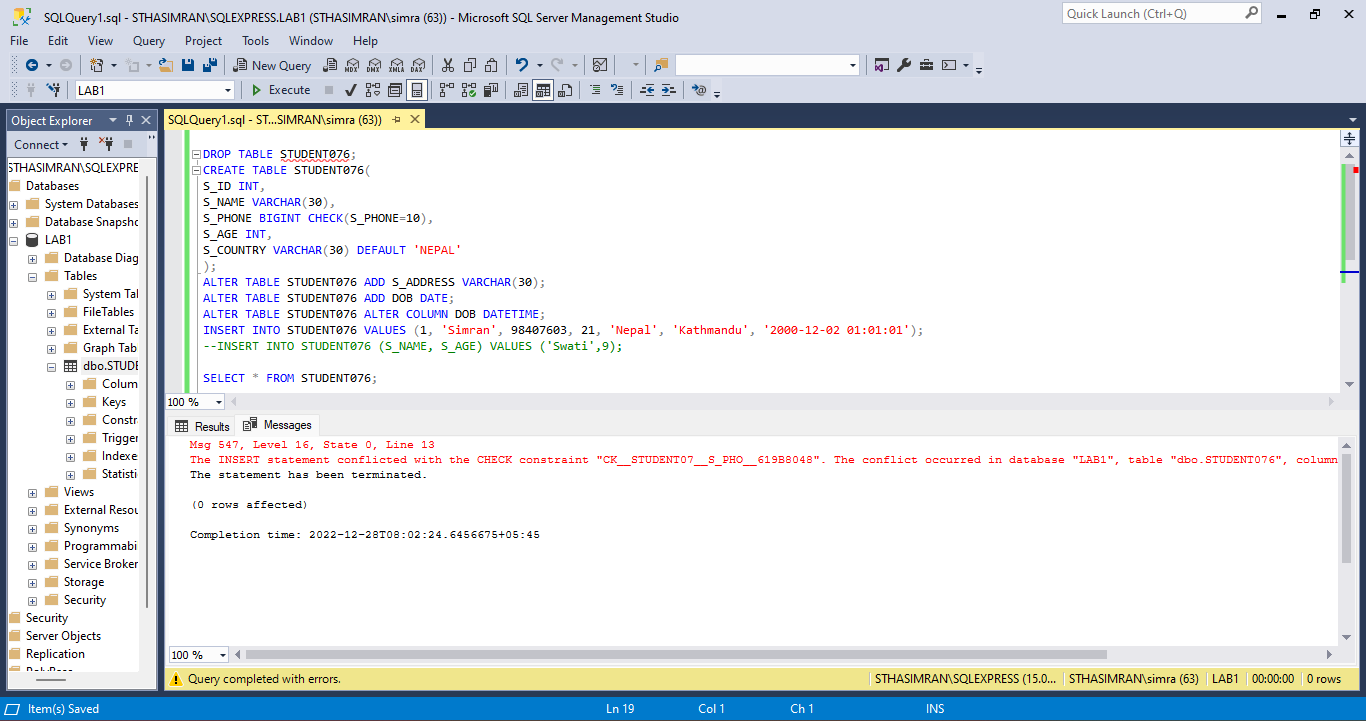 SQLQuery1.sql - STHASIMRAN\SQLEXPRESS.LAB1 (STHASIMRAN\simra (63)) - Microsoft SQL Server Management Studio
Quick Launch (Ctrl+Q)
File Edit View Query Project Tools Window Help
New Query MDX DMX XMLA DAX
LAB1 Execute
Object Explorer
Connect
STHASIMRAN\SQLEXPRE
Databases
System Databases
Database Snapsho
LAB1
Database Diag
Tables
System Tal
FileTables
External Ta
Graph Tab
dbo.STUDE
Colum
Keys
Constr
Trigger
Indexe
Statisti
Views
External Resou
Synonyms
Programmabi
Service Broker
Storage
Security
Security
Server Objects
Replication
PolyBase
SQLQuery1.sql - ST...SIMRAN\simra (63))
DROP TABLE STUDENT076;
CREATE TABLE STUDENT076(
S_ID INT,
S_NAME VARCHAR(30),
S_PHONE BIGINT CHECK(S_PHONE=10),
S_AGE INT,
S_COUNTRY VARCHAR(30) DEFAULT 'NEPAL'
);
ALTER TABLE STUDENT076 ADD S_ADDRESS VARCHAR(30);
ALTER TABLE STUDENT076 ADD DOB DATE;
ALTER TABLE STUDENT076 ALTER COLUMN DOB DATETIME;
INSERT INTO STUDENT076 VALUES (1, 'Simran', 98407603, 21, 'Nepal', 'Kathmandu', '2000-12-02 01:01:01');
--INSERT INTO STUDENT076 (S_NAME, S_AGE) VALUES ('Swati',9);
SELECT * FROM STUDENT076;
100 %
Results Messages
Msg 547, Level 16, State 0, Line 13
The INSERT statement conflicted with the CHECK constraint "CK__STUDENT07__S_PHO__619B8048". The conflict occurred in database "LAB1", table "dbo.STUDENT076", column
The statement has been terminated.
(0 rows affected)
Completion time: 2022-12-28T08:02:24.6456675+05:45
100 %
Query completed with errors. STHASIMRAN\SQLEXPRESS (15.0... STHASIMRAN\simra (63) LAB1 00:00:00 0 rows
Item(s) Saved Ln 19 Col 1 Ch 1 INS